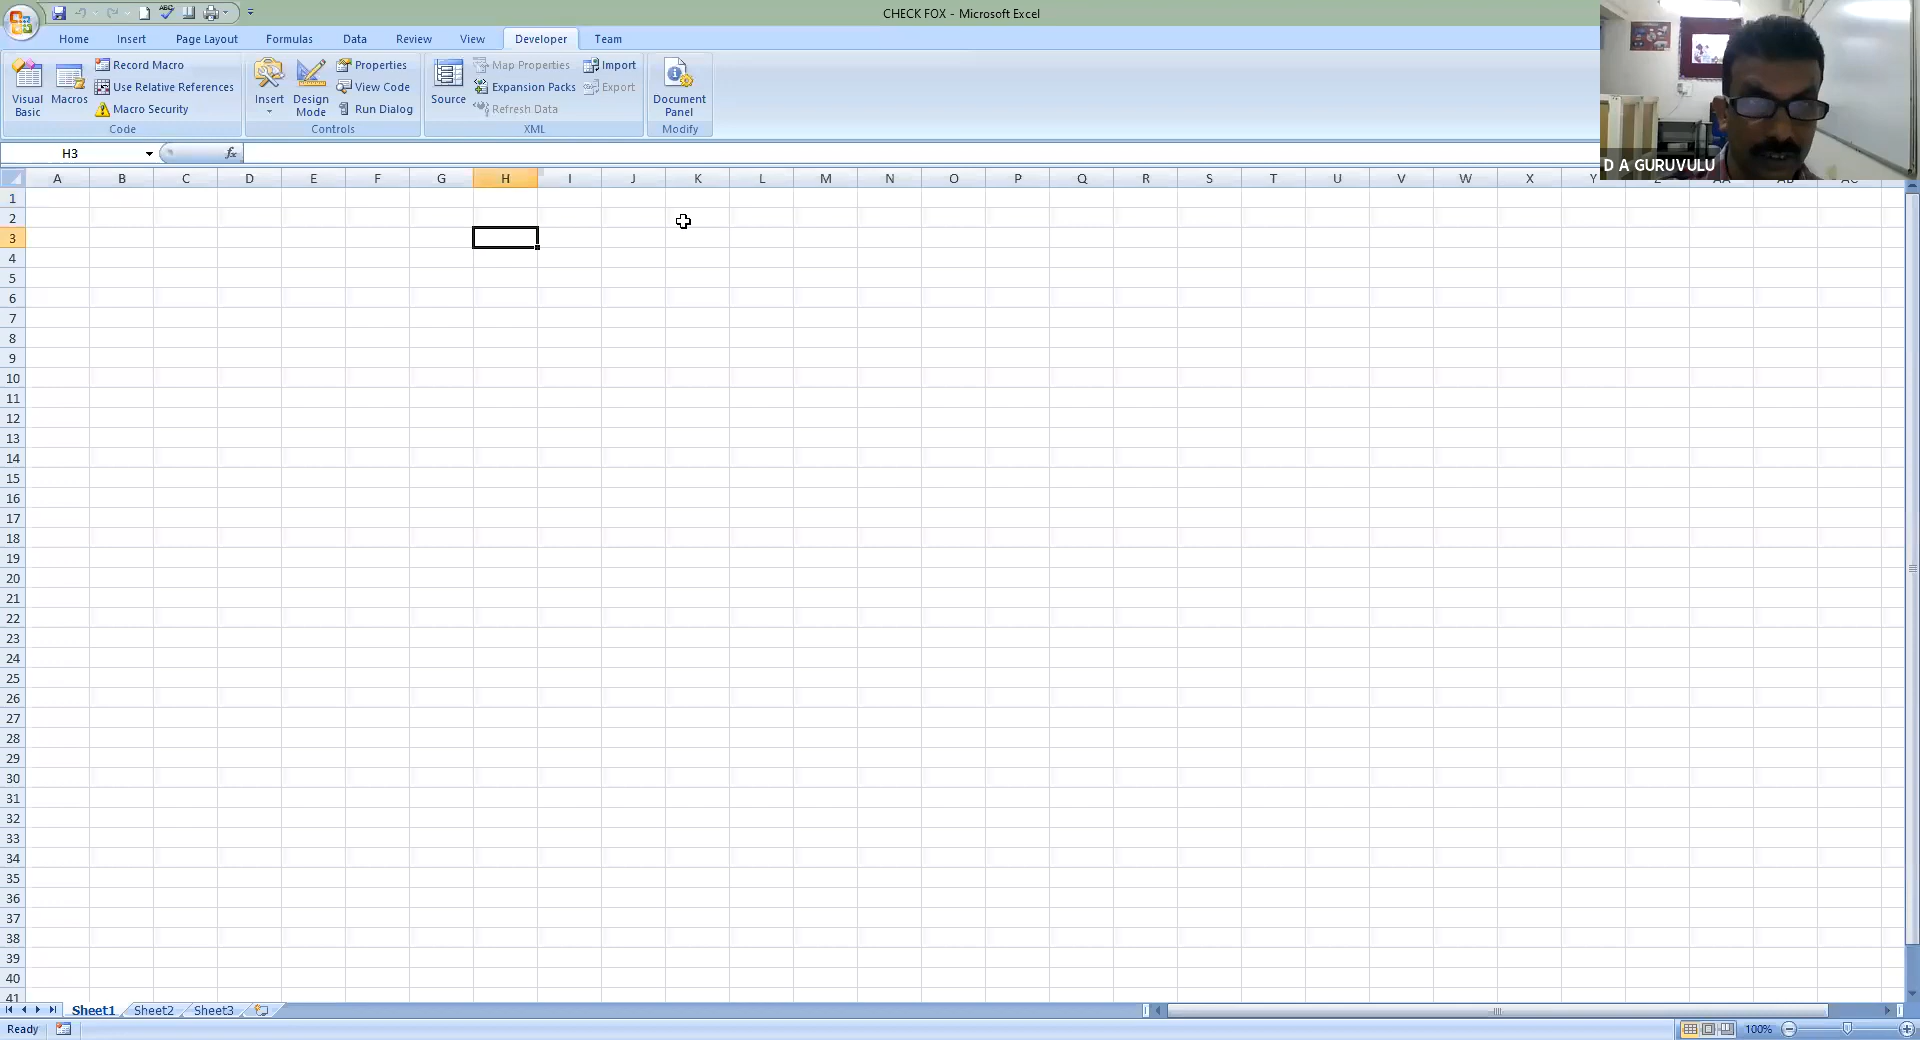 CHECK FOX - Microsoft Excel
Home Insert Page Layout Formulas Data Review View Developer Team
Visual Basic
Macros
Record Macro
Use Relative References
Macro Security
Code
Insert
Design Mode
Properties
View Code
Run Dialog
Controls
Source
Map Properties
Expansion Packs
Refresh Data
Import
Export
XML
Document Panel
Modify
D A GURUVULU
H3
fx
A B C D E F G H I J K L M N O P Q R S T U V W X Y
1
2
3
4
5
6
7
8
9
10
11
12
13
14
15
16
17
18
19
20
21
22
23
24
25
26
27
28
29
30
31
32
33
34
35
36
37
38
39
40
41
Sheet1 Sheet2 Sheet3
Ready
100%